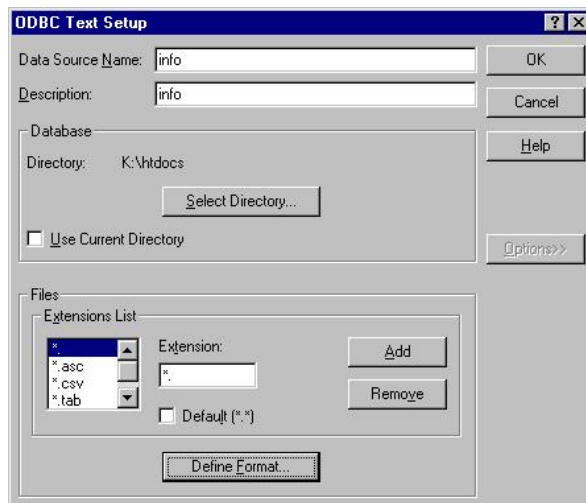 ODBC Text Setup
Data Source Name: info
OK
Description: info
Cancel
Database
Help
Directory: K:\htdocs
Select Directory...
Use Current Directory
Options>>
Files
Extensions List
*.
*.asc
*.csv
*.tab
Extension:
*.
Default (*.*)
Add
Remove
Define Format...